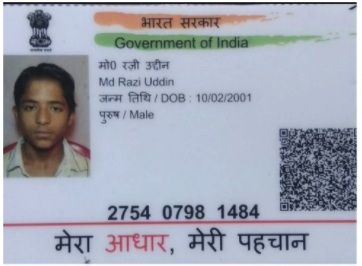 भारत सरकार
Government of India
मो0 रजी उद्दीन
Md Razi Uddin
जन्म तिथि / DOB : 10/02/2001
पुरुष / Male
2754 0798 1484
मेरा आधार, मेरी पहचान